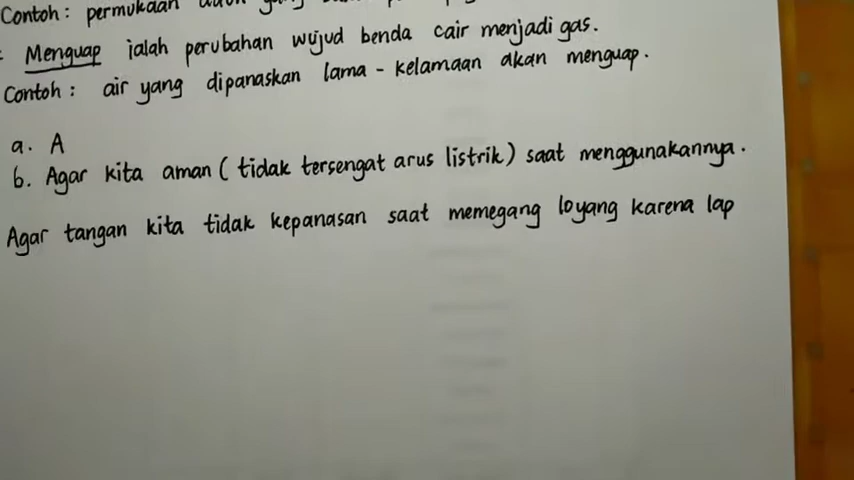 Contoh : permukaan
: Menguap ialah perubahan wujud benda cair menjadi gas.
Contoh : air yang dipanaskan lama - kelamaan akan menguap.
a. A
b. Agar kita aman ( tidak tersengat arus listrik ) saat menggunakannya.
Agar tangan kita tidak kepanasan saat memegang loyang karena lap